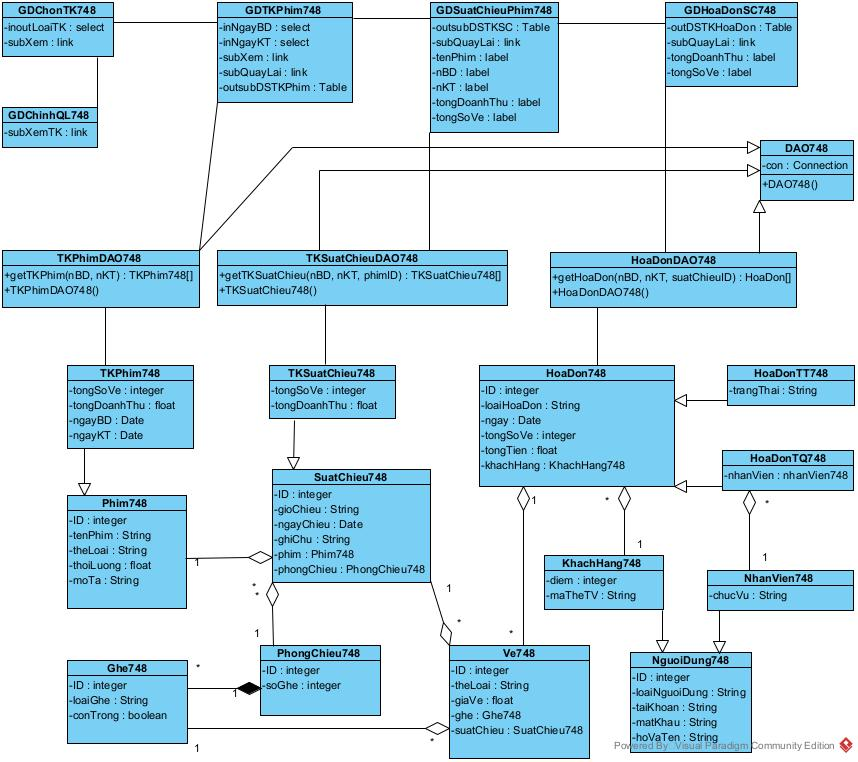 GDChonTK748
-inoutLoaiTK : select
-subXem : link
GDTKPhim748
-inNgayBD : select
-inNgayKT : select
-subXem : link
-subQuayLai : link
-outsubDSTKPhim : Table
GDSuatChieuPhim748
-outsubDSTKSC : Table
-subQuayLai : link
-tenPhim : label
-nBD : label
-nKT : label
-tongDoanhThu : label
-tongSoVe : label
GDHoaDonSC748
-outDSTKHoaDon : Table
-subQuayLai : link
-tongDoanhThu : label
-tongSoVe : label
GDChinhQL748
-subXemTK : link
DAO748
-con : Connection
+DAO748()
TKPhimDAO748
+getTKPhim(nBD, nKT) : TKPhim748[]
+TKPhimDAO748()
TKSuatChieuDAO748
+getTKSuatChieu(nBD, nKT, phimID) : TKSuatChieu748[]
+TKSuatChieu748()
HoaDonDAO748
+getHoaDon(nBD, nKT, suatChieuID) : HoaDon[]
+HoaDonDAO748()
TKPhim748
-tongSoVe : integer
-tongDoanhThu : float
-ngayBD : Date
-ngayKT : Date
TKSuatChieu748
-tongSoVe : integer
-tongDoanhThu : float
HoaDon748
-ID : integer
-loaiHoaDon : String
-ngay : Date
-tongSoVe : integer
-tongTien : float
-khachHang : KhachHang748
HoaDonTT748
-trangThai : String
HoaDonTQ748
-nhanVien : nhanVien748
Phim748
-ID : integer
-tenPhim : String
-theLoai : String
-thoiLuong : float
-moTa : String
SuatChieu748
-ID : integer
-gioChieu : String
-ngayChieu : Date
-ghiChu : String
-phim : Phim748
-phongChieu : PhongChieu748
1
*
*
1
1
*
1
*
*
1
*
1
KhachHang748
-diem : integer
-maTheTV : String
NhanVien748
-chucVu : String
Ghe748
-ID : integer
-loaiGhe : String
-conTrong : boolean
*
1
PhongChieu748
-ID : integer
-soGhe : integer
Ve748
-ID : integer
-theLoai : String
-giaVe : float
-ghe : Ghe748
-suatChieu : SuatChieu748
1
*
NguoiDung748
-ID : integer
-loaiNguoiDung : String
-taiKhoan : String
-matKhau : String
-hoVaTen : String
Powered By Visual Paradigm Community Edition